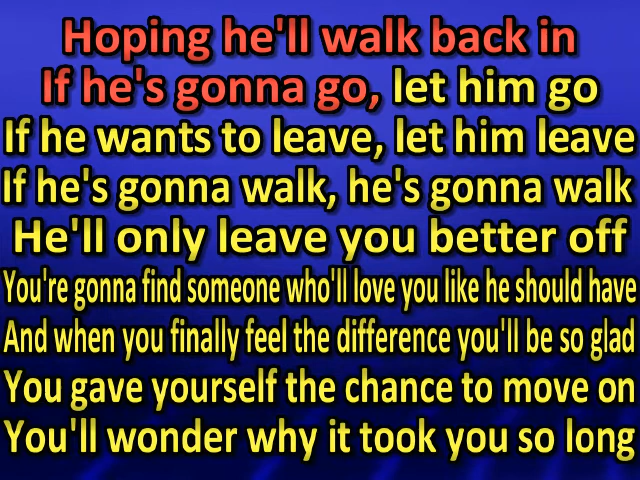 Hoping he'll walk back in
If he's gonna go, let him go
If he wants to leave, let him leave
If he's gonna walk, he's gonna walk
He'll only leave you better off
You're gonna find someone who'll love you like he should have
And when you finally feel the difference you'll be so glad
You gave yourself the chance to move on
You'll wonder why it took you so long